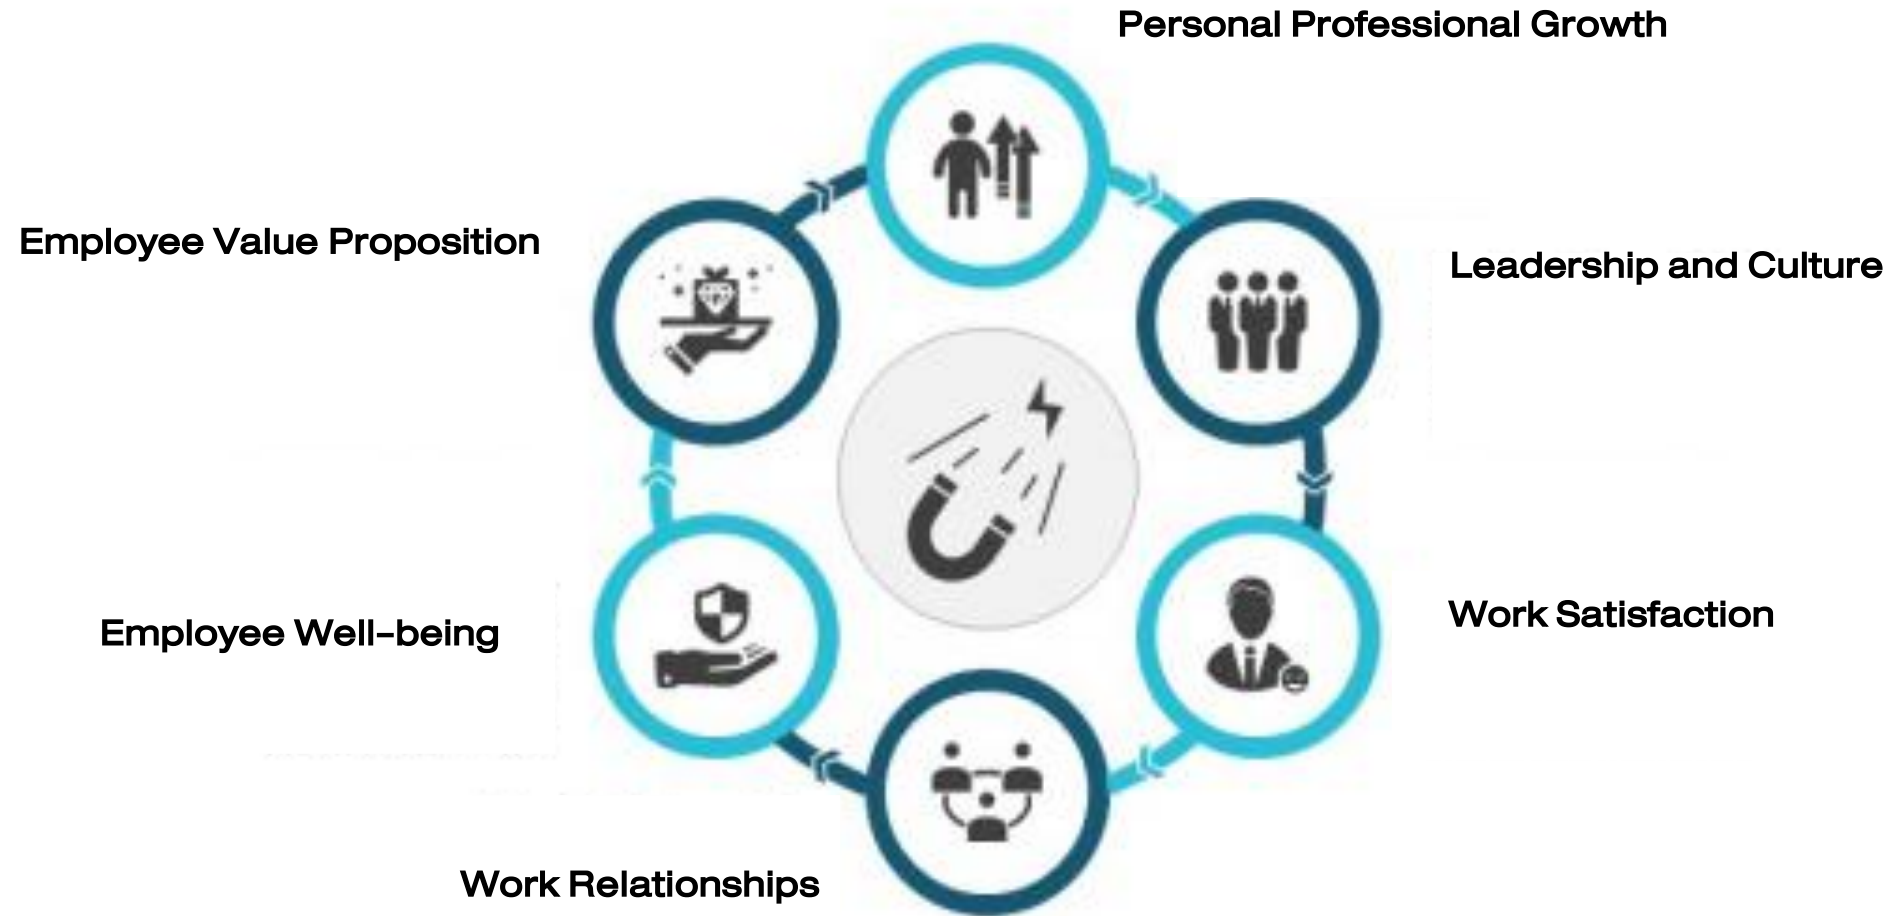 Personal Professional Growth
Employee Value Proposition
Leadership and Culture
Employee Well-being
Work Satisfaction
Work Relationships